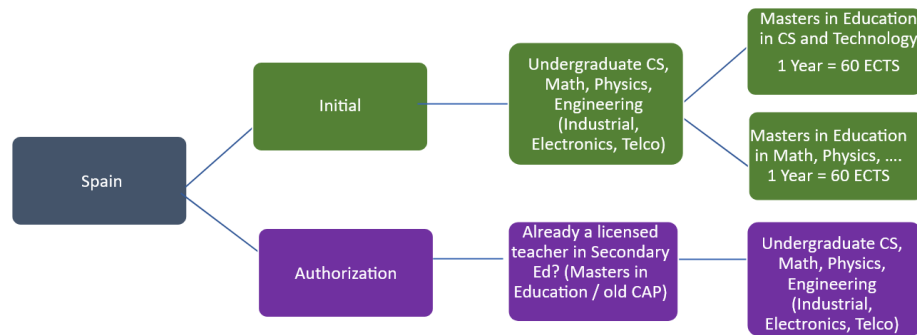 Spain
Initial
Undergraduate CS,
Math, Physics,
Engineering
(Industrial,
Electronics, Telco)
Masters in Education
in CS and Technology
1 Year = 60 ECTS
Masters in Education
in Math, Physics, ....
1 Year = 60 ECTS
Authorization
Already a licensed
teacher in Secondary
Ed? (Masters in
Education / old CAP)
Undergraduate CS,
Math, Physics,
Engineering
(Industrial,
Electronics, Telco)